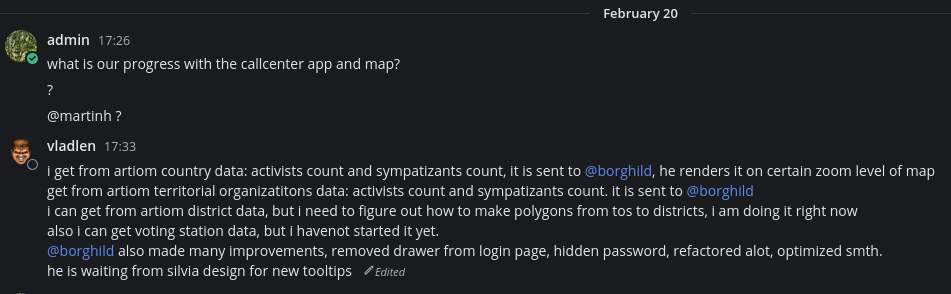 February 20
admin 17:26
what is our progress with the callcenter app and map?
?
@martinh ?
vladlen 17:33
i get from artiom country data: activists count and sympatizants count, it is sent to @borghild, he renders it on certain zoom level of map
get from artiom territorial organizatitons data: activists count and sympatizants count. it is sent to @borghild
i can get from artiom district data, but i need to figure out how to make polygons from tos to districts, i am doing it right now
also i can get voting station data, but i havenot started it yet.
@borghild also made many improvements, removed drawer from login page, hidden password, refactored alot, optimized smth.
he is waiting from silvia design for new tooltips Edited